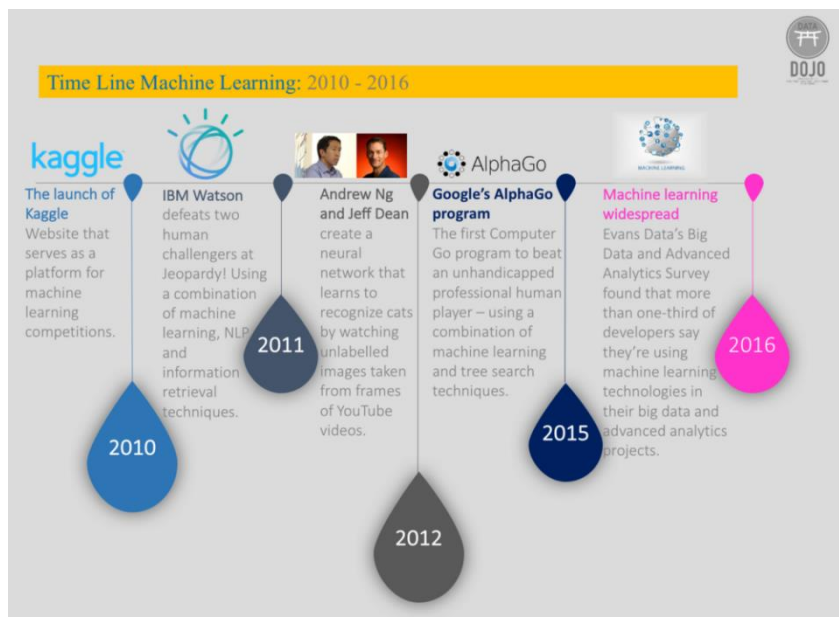 DATA
DOJO
Time Line Machine Learning: 2010 - 2016
kaggle
The launch of
Kaggle
Website that
serves as a
platform for
machine
learning
competitions.
2010
IBM Watson
defeats two
human
challengers at
Jeopardy! Using
a combination
of machine
learning, NLP
and
information
retrieval
techniques.
2011
Andrew Ng
and Jeff Dean
create a
neural
network that
learns to
recognize cats
by watching
unlabelled
images taken
from frames
of YouTube
videos.
2012
AlphaGo
Google's AlphaGo
program
The first Computer
Go program to beat
an unhandicapped
professional human
player – using a
combination of
machine learning
and tree search
techniques.
2015
MACHINE LEARNING
Machine learning
widespread
Evans Data's Big
Data and Advanced
Analytics Survey
found that more
than one-third of
developers say
they're using
machine learning
technologies in
their big data and
advanced analytics
projects.
2016